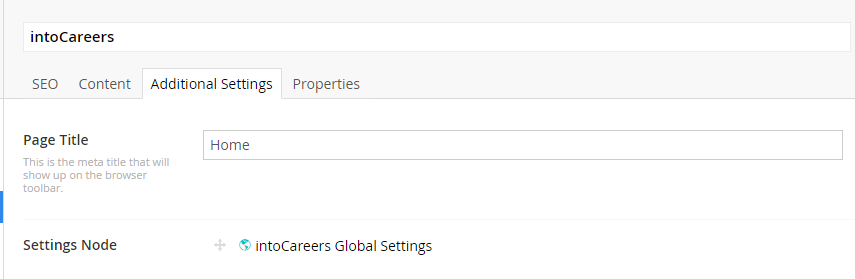 intoCareers
SEO Content Additional Settings Properties
Page Title
Home
This is the meta title that will
show up on the browser
toolbar.
Settings Node
intoCareers Global Settings